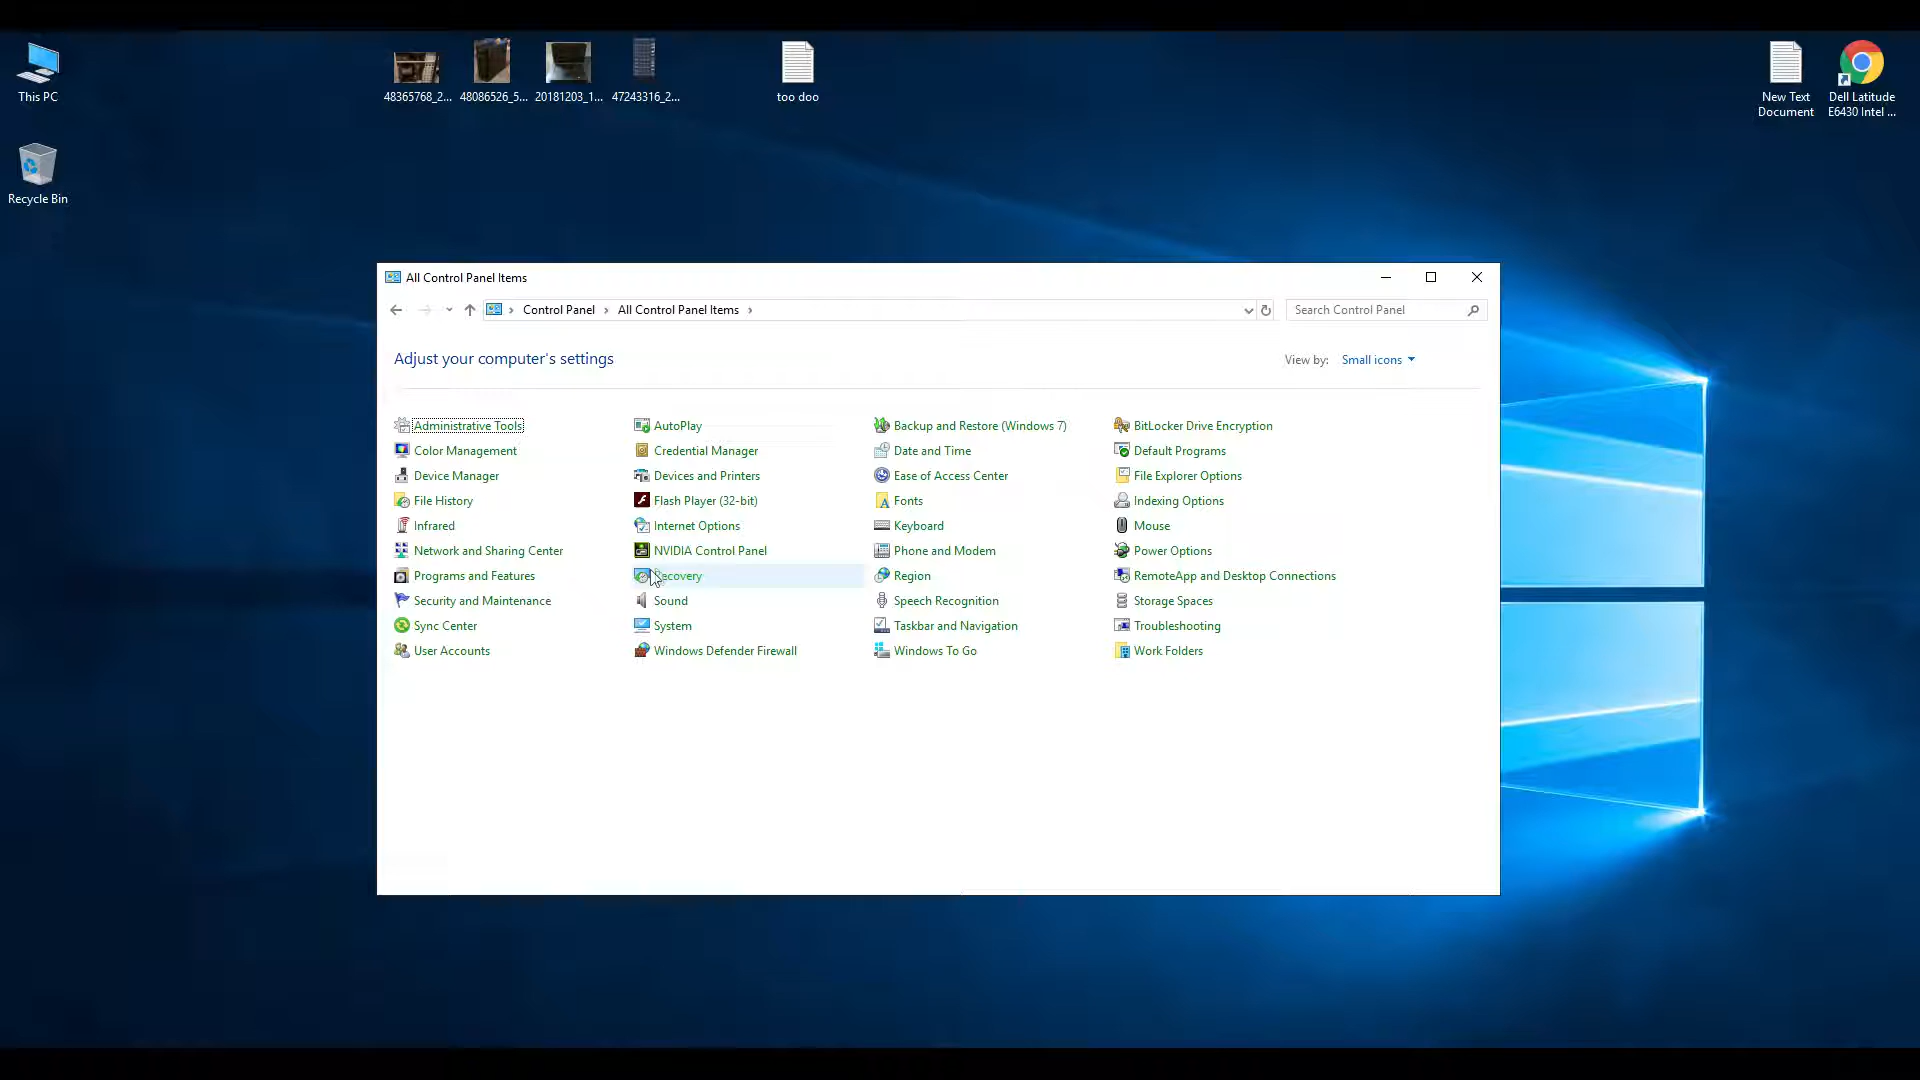 This PC
48365768_2...
48086526_5...
20181203_1...
47243316_2...
too doo
New Text
Document
Dell Latitude
E6430 Intel ...
Recycle Bin
All Control Panel Items
Control Panel
All Control Panel Items
Search Control Panel
Adjust your computer's settings
View by:
Small icons
Administrative Tools
AutoPlay
Backup and Restore (Windows 7)
BitLocker Drive Encryption
Color Management
Credential Manager
Date and Time
Default Programs
Device Manager
Devices and Printers
Ease of Access Center
File Explorer Options
File History
Flash Player (32-bit)
Fonts
Indexing Options
Infrared
Internet Options
Keyboard
Mouse
Network and Sharing Center
NVIDIA Control Panel
Phone and Modem
Power Options
Programs and Features
Recovery
Region
RemoteApp and Desktop Connections
Security and Maintenance
Sound
Speech Recognition
Storage Spaces
Sync Center
System
Taskbar and Navigation
Troubleshooting
User Accounts
Windows Defender Firewall
Windows To Go
Work Folders